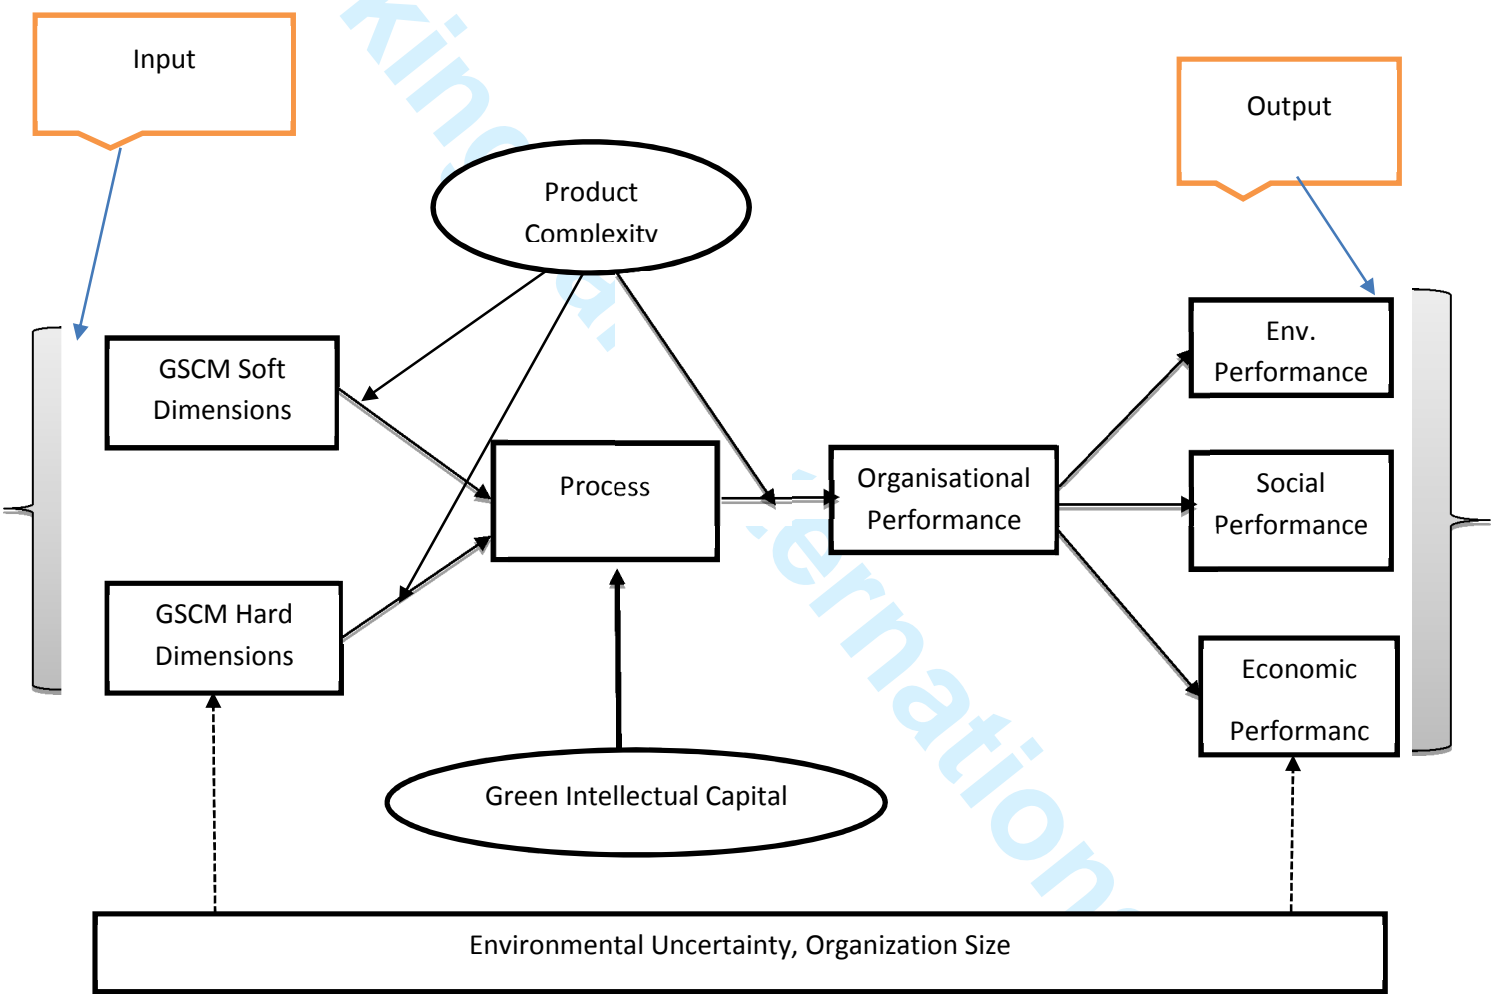 Input
Output
Product
Complexity
GSCM Soft
Dimensions
Env.
Performance
Process
Organisational
Performance
Social
Performance
GSCM Hard
Dimensions
Economic
Performanc
Green Intellectual Capital
Environmental Uncertainty, Organization Size